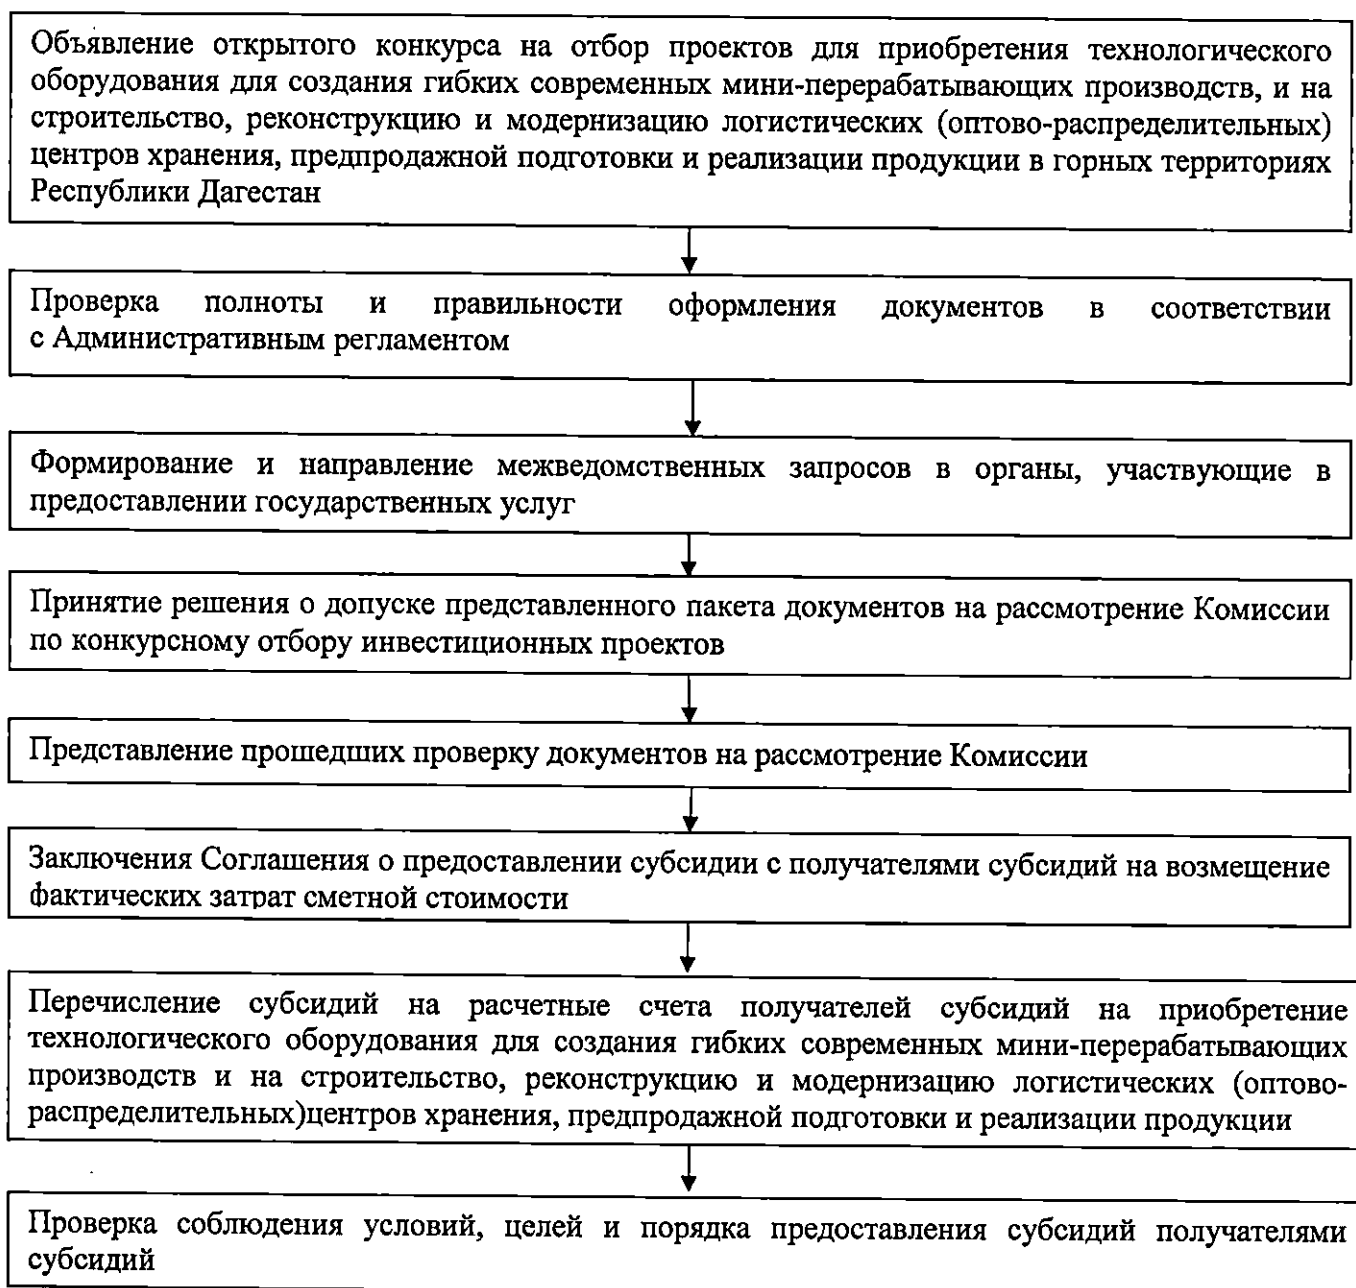 Объявление открытого конкурса на отбор проектов для приобретения технологического
оборудования для создания гибких современных мини-перерабатывающих производств, и на
строительство, реконструкцию и модернизацию логистических (оптово-распределительных)
центров хранения, предпродажной подготовки и реализации продукции в горных территориях
Республики Дагестан
Проверка полноты и правильности оформления документов в соответствии
с Административным регламентом
Формирование и направление межведомственных запросов в органы, участвующие в
предоставлении государственных услуг
Принятие решения о допуске представленного пакета документов на рассмотрение Комиссии
по конкурсному отбору инвестиционных проектов
Представление прошедших проверку документов на рассмотрение Комиссии
Заключения Соглашения о предоставлении субсидии с получателями субсидий на возмещение
фактических затрат сметной стоимости
Перечисление субсидий на расчетные счета получателей субсидий на приобретение
технологического оборудования для создания гибких современных мини-перерабатывающих
производств и на строительство, реконструкцию и модернизацию логистических (оптово-
распределительных)центров хранения, предпродажной подготовки и реализации продукции
Проверка соблюдения условий, целей и порядка предоставления субсидий получателями
субсидий